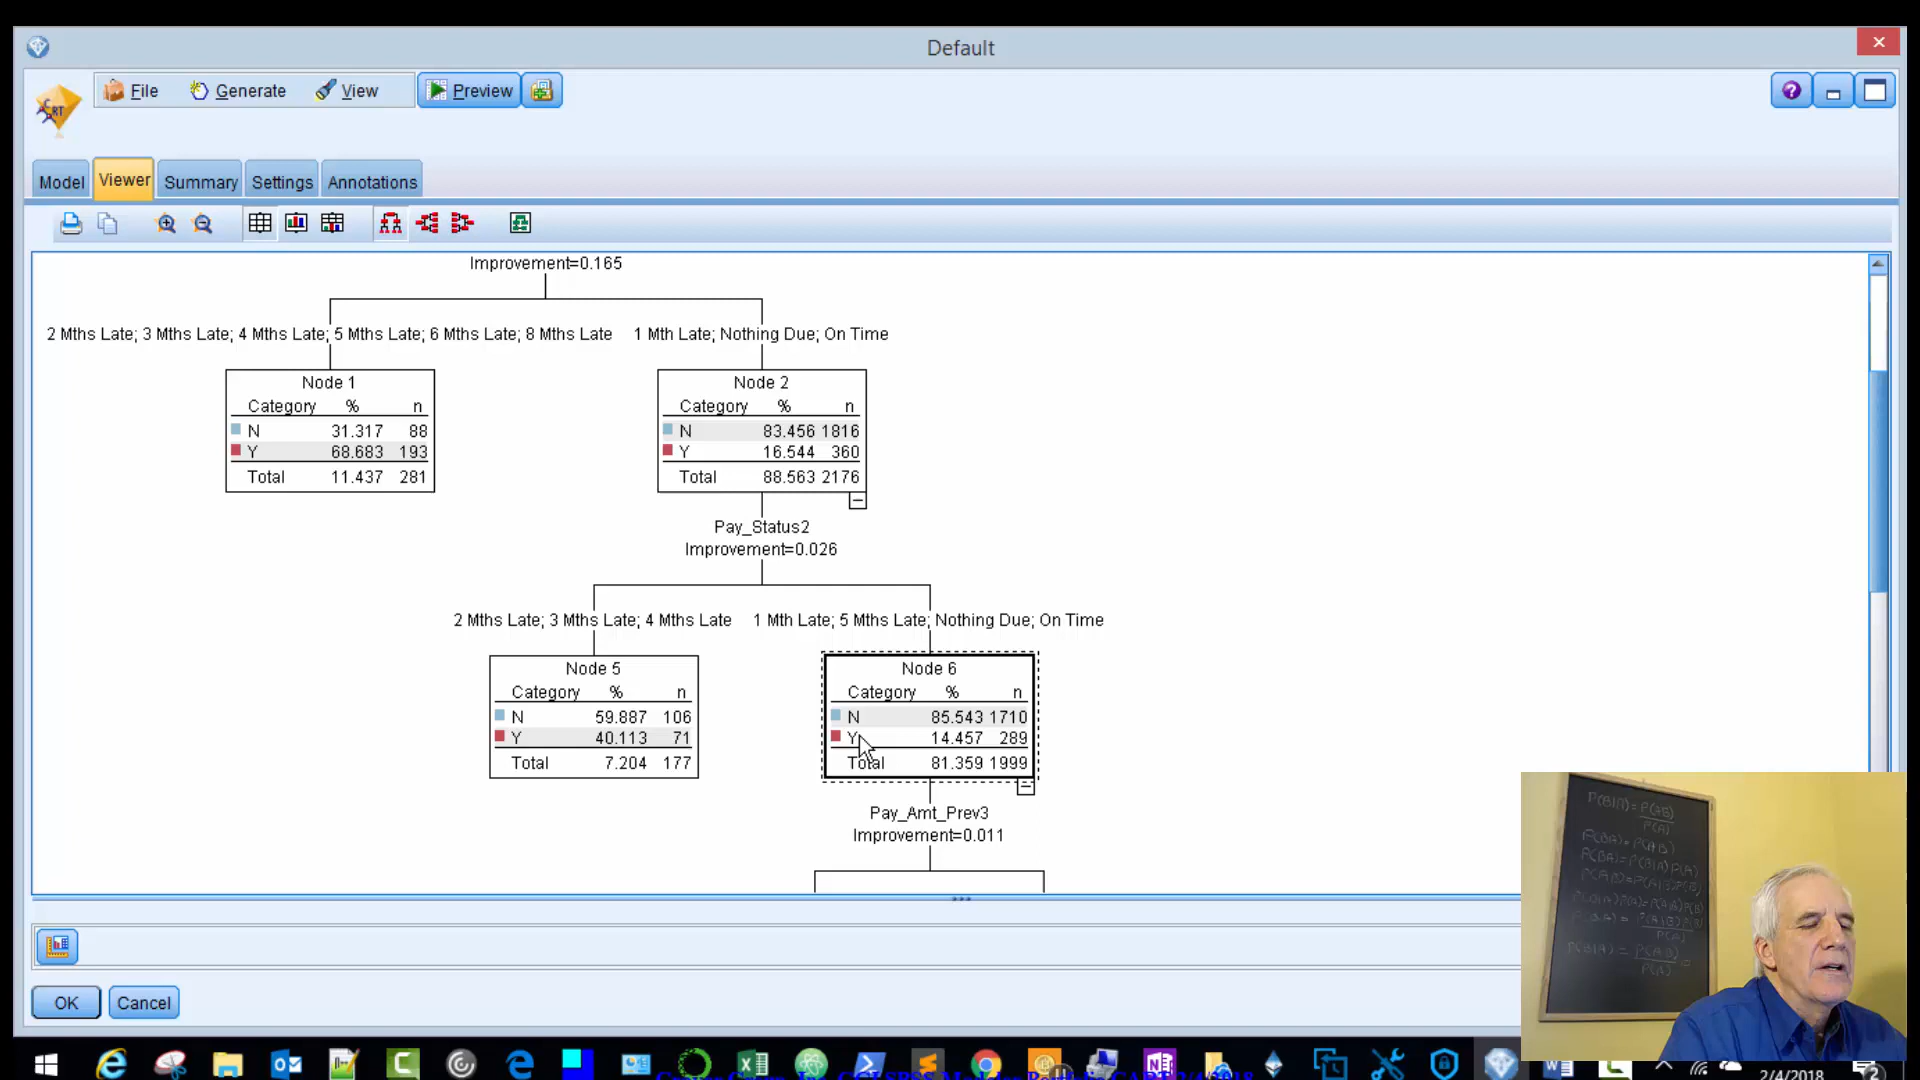 Default
File Generate View Preview
CRT
Model Viewer Summary Settings Annotations
Improvement=0.165
2 Mths Late; 3 Mths Late; 4 Mths Late; 5 Mths Late; 6 Mths Late; 8 Mths Late
1 Mth Late; Nothing Due; On Time
Node 1
Category % n
N 31.317 88
Y 68.683 193
Total 11.437 281
Node 2
Category % n
N 83.456 1816
Y 16.544 360
Total 88.563 2176
Pay_Status2
Improvement=0.026
2 Mths Late; 3 Mths Late; 4 Mths Late
1 Mth Late; 5 Mths Late; Nothing Due; On Time
Node 5
Category % n
N 59.887 106
Y 40.113 71
Total 7.204 177
Node 6
Category % n
N 85.543 1710
Y 14.457 289
Total 81.359 1999
Pay_Amt_Prev3
Improvement=0.011
OK Cancel
2/4/2018